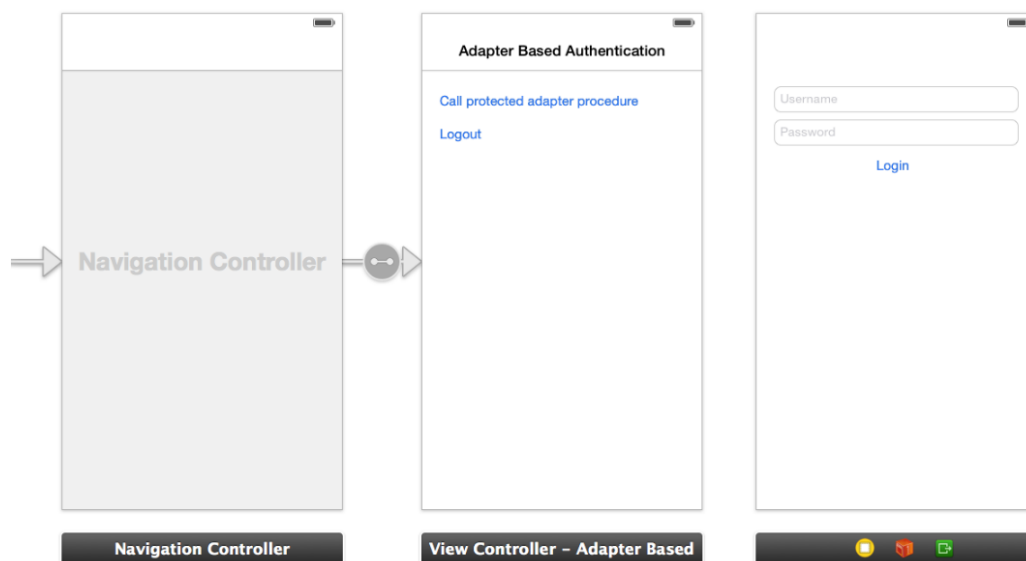 Navigation Controller
Navigation Controller
Adapter Based Authentication
Call protected adapter procedure
Logout
View Controller – Adapter Based
Username
Password
Login